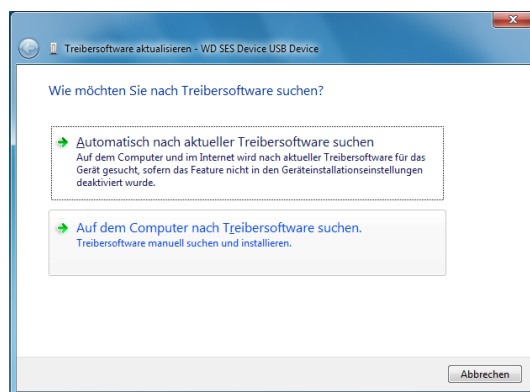 Treibersoftware aktualisieren - WD SES Device USB Device
Wie möchten Sie nach Treibersoftware suchen?
Automatisch nach aktueller Treibersoftware suchen
Auf dem Computer und im Internet wird nach aktueller Treibersoftware für das
Gerät gesucht, sofern das Feature nicht in den Geräteinstallationseinstellungen
deaktiviert wurde.
Auf dem Computer nach Treibersoftware suchen.
Treibersoftware manuell suchen und installieren.
Abbrechen